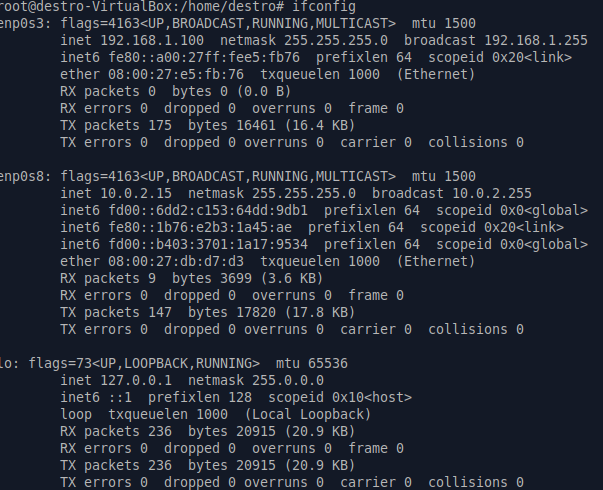 root@destro-VirtualBox:/home/destro# ifconfig
enp0s3: flags=4163<UP,BROADCAST,RUNNING,MULTICAST>  mtu 1500
        inet 192.168.1.100  netmask 255.255.255.0  broadcast 192.168.1.255
        inet6 fe80::a00:27ff:fee5:fb76  prefixlen 64  scopeid 0x20<link>
        ether 08:00:27:e5:fb:76  txqueuelen 1000  (Ethernet)
        RX packets 0  bytes 0 (0.0 B)
        RX errors 0  dropped 0  overruns 0  frame 0
        TX packets 175  bytes 16461 (16.4 KB)
        TX errors 0  dropped 0 overruns 0  carrier 0  collisions 0

enp0s8: flags=4163<UP,BROADCAST,RUNNING,MULTICAST>  mtu 1500
        inet 10.0.2.15  netmask 255.255.255.0  broadcast 10.0.2.255
        inet6 fd00::6dd2:c153:64dd:9db1  prefixlen 64  scopeid 0x0<global>
        inet6 fe80::1b76:e2b3:1a45:ae  prefixlen 64  scopeid 0x20<link>
        inet6 fd00::b403:3701:1a17:9534  prefixlen 64  scopeid 0x0<global>
        ether 08:00:27:db:d7:d3  txqueuelen 1000  (Ethernet)
        RX packets 9  bytes 3699 (3.6 KB)
        RX errors 0  dropped 0  overruns 0  frame 0
        TX packets 147  bytes 17820 (17.8 KB)
        TX errors 0  dropped 0 overruns 0  carrier 0  collisions 0

lo: flags=73<UP,LOOPBACK,RUNNING>  mtu 65536
        inet 127.0.0.1  netmask 255.0.0.0
        inet6 ::1  prefixlen 128  scopeid 0x10<host>
        loop  txqueuelen 1000  (Local Loopback)
        RX packets 236  bytes 20915 (20.9 KB)
        RX errors 0  dropped 0  overruns 0  frame 0
        TX packets 236  bytes 20915 (20.9 KB)
        TX errors 0  dropped 0 overruns 0  carrier 0  collisions 0